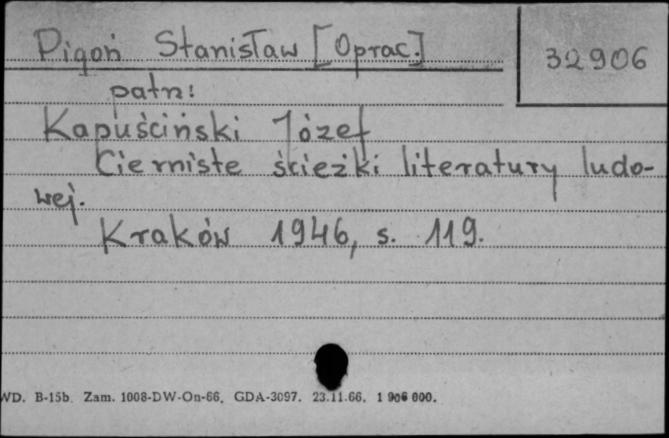 Pigoń Stanisław [Oprac.]
32906
patrz:
Kapuściński Józef
Cierniste ścieżki literatury ludo-
wej.
Kraków 1946, s. 119.
WD. B-15b. Zam. 1008-DW-On-66. GDA-3097. 23.11.66. 1 900 000.